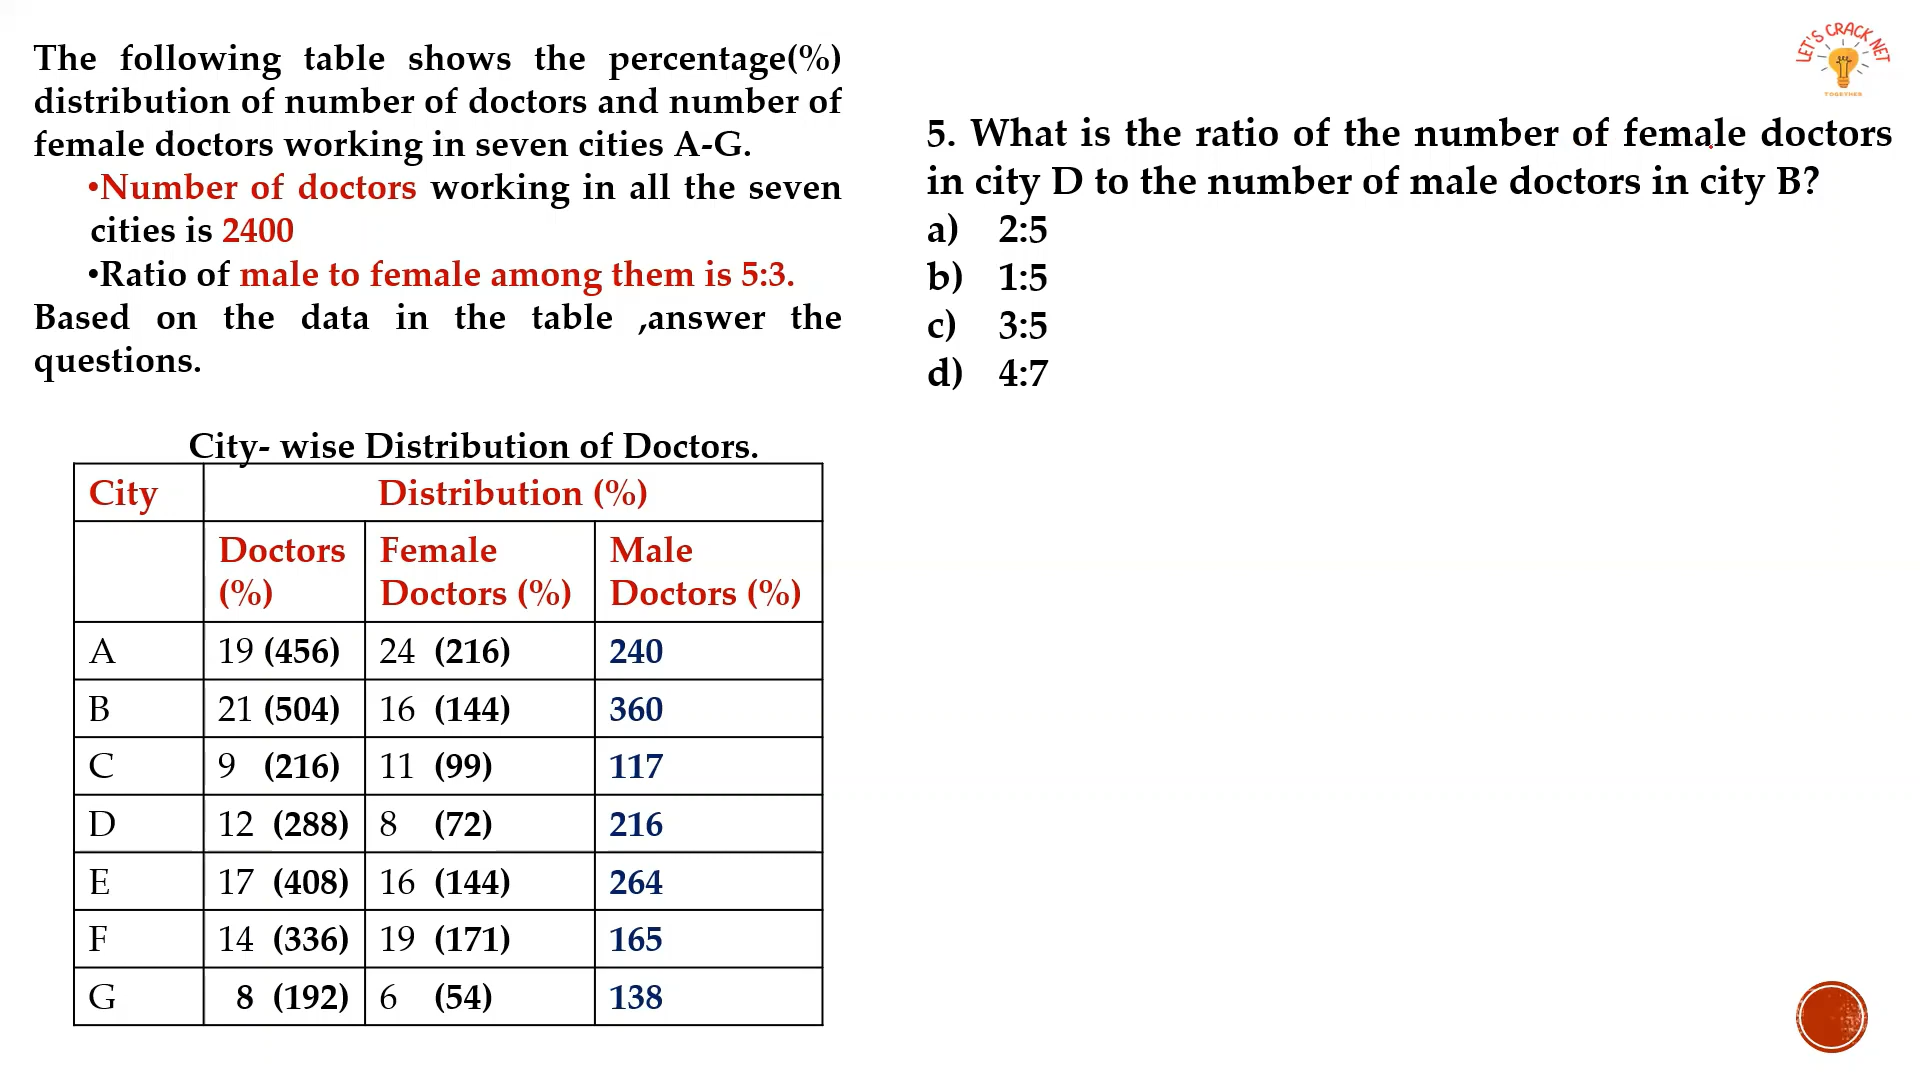 The following table shows the percentage(%)
distribution of number of doctors and number of
female doctors working in seven cities A-G.
•Number of doctors working in all the seven
cities is 2400
•Ratio of male to female among them is 5:3.
Based on the data in the table ,answer the
questions.
City- wise Distribution of Doctors.
City Distribution (%)
Doctors (%) Female Doctors (%) Male Doctors (%)
A 19 (456) 24 (216) 240
B 21 (504) 16 (144) 360
C 9 (216) 11 (99) 117
D 12 (288) 8 (72) 216
E 17 (408) 16 (144) 264
F 14 (336) 19 (171) 165
G 8 (192) 6 (54) 138
LET'S CRACK NET
TOGETHER
5. What is the ratio of the number of female doctors
in city D to the number of male doctors in city B?
a) 2:5
b) 1:5
c) 3:5
d) 4:7